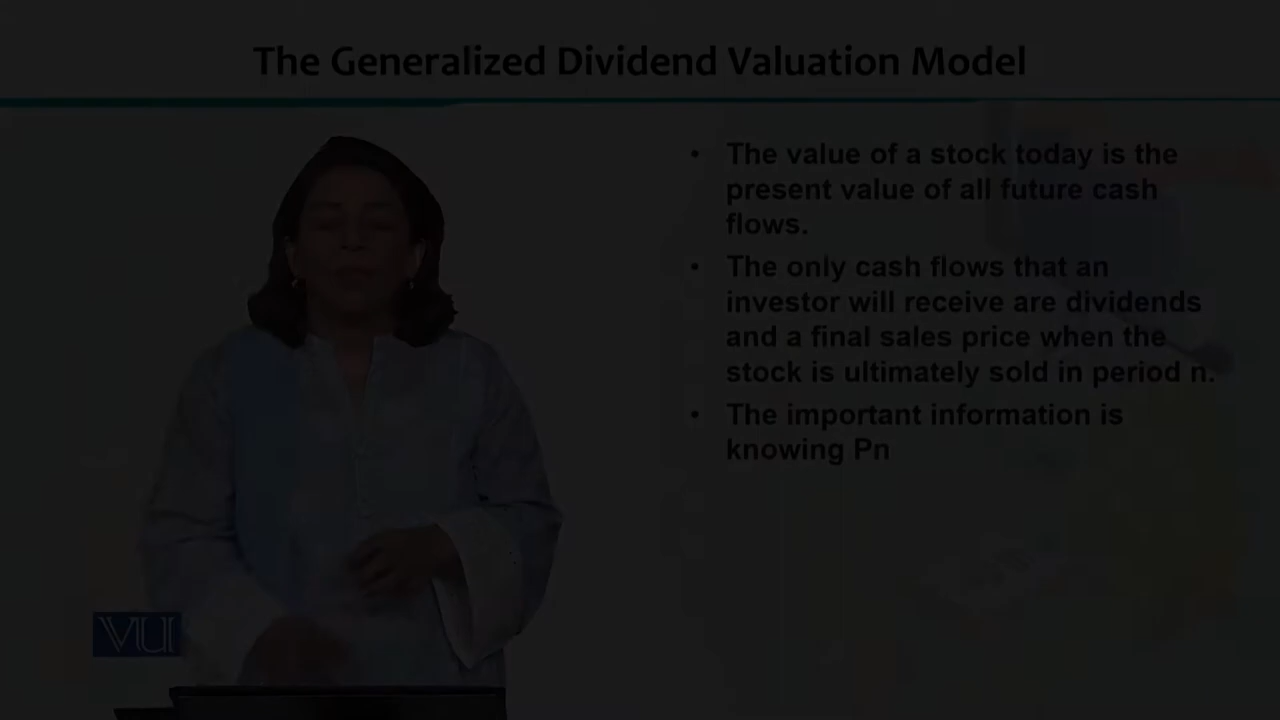 The Generalized Dividend Valuation Model
• The value of a stock today is the
present value of all future cash
flows.
• The only cash flows that an
investor will receive are dividends
and a final sales price when the
stock is ultimately sold in period n.
• The important information is
knowing Pn
VU